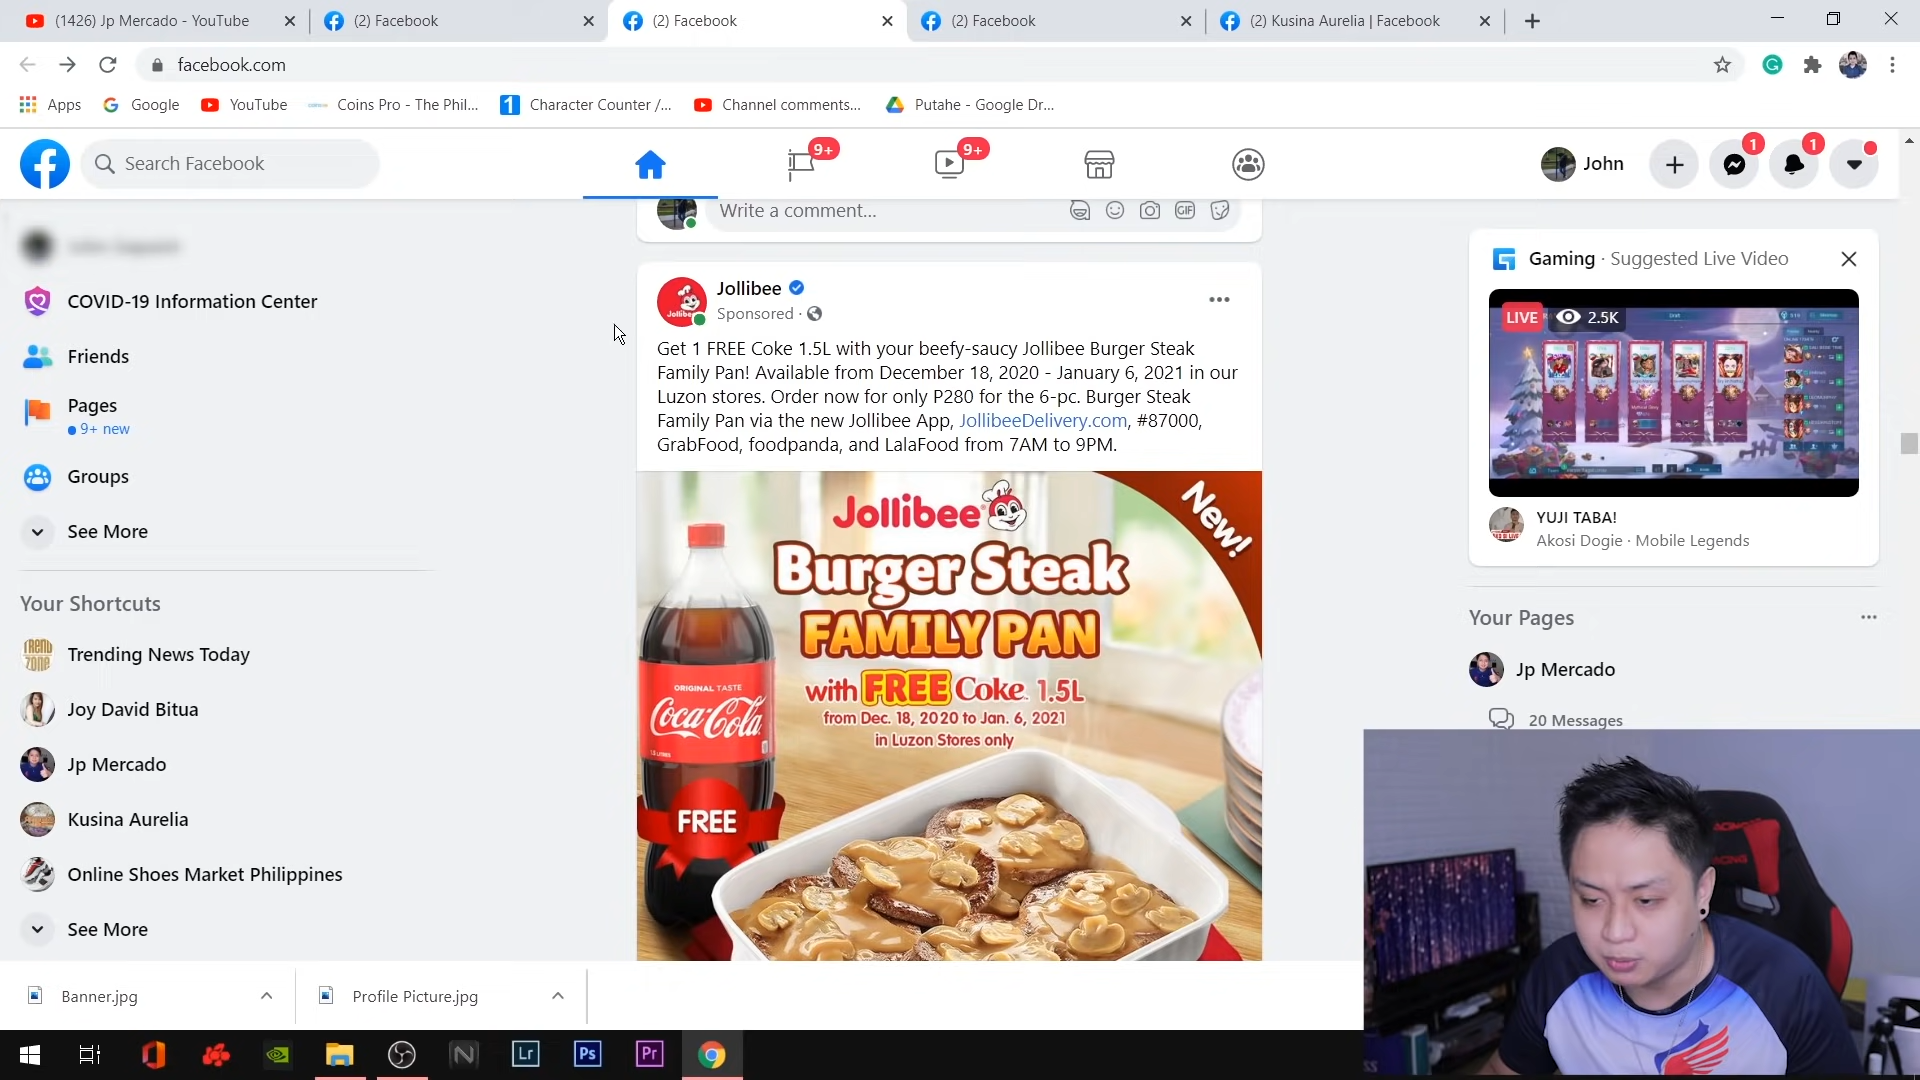 (1426) Jp Mercado - YouTube
(2) Facebook
(2) Facebook
(2) Facebook
(2) Kusina Aurelia | Facebook
facebook.com
Apps
Google
YouTube
Coins Pro - The Phil...
Character Counter /...
Channel comments...
Putahe - Google Dr...
Search Facebook
9+
9+
John
1
1
COVID-19 Information Center
Friends
Pages
9+ new
Groups
See More
Your Shortcuts
Trending News Today
Joy David Bitua
Jp Mercado
Kusina Aurelia
Online Shoes Market Philippines
See More
Write a comment...
GIF
Jollibee
Sponsored ·
Get 1 FREE Coke 1.5L with your beefy-saucy Jollibee Burger Steak
Family Pan! Available from December 18, 2020 - January 6, 2021 in our
Luzon stores. Order now for only P280 for the 6-pc. Burger Steak
Family Pan via the new Jollibee App, JollibeeDelivery.com, #87000,
GrabFood, foodpanda, and LalaFood from 7AM to 9PM.
Jollibee
New!
Burger Steak
FAMILY PAN
with FREE Coke 1.5L
from Dec. 18, 2020 to Jan. 6, 2021
in Luzon Stores only
ORIGINAL TASTE
Coca-Cola
FREE
Gaming · Suggested Live Video
LIVE
2.5K
YUJI TABA!
Akosi Dogie · Mobile Legends
Your Pages
Jp Mercado
20 Messages
Banner.jpg
Profile Picture.jpg
Lr
Ps
Pr